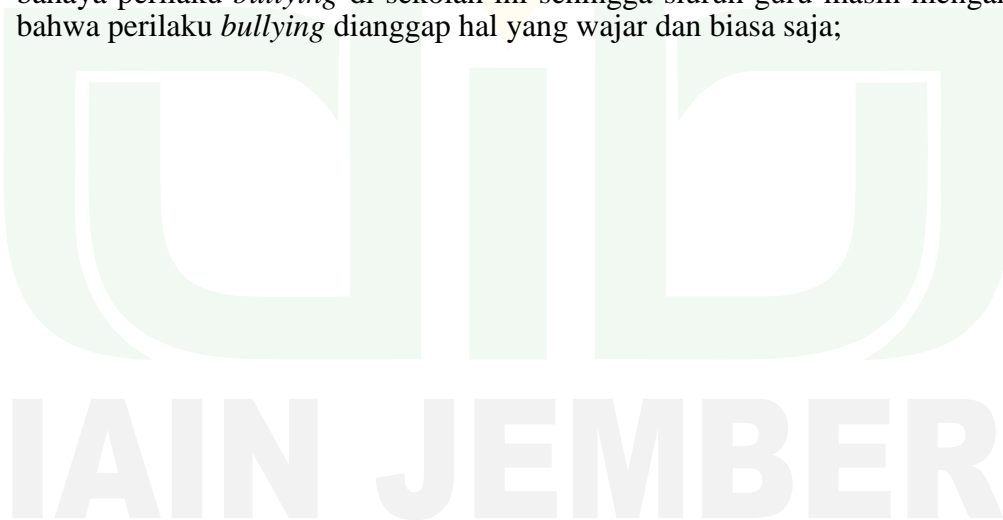 bahaya perilaku bullying di sekolah ini sehingga sluruh guru masih
bahwa perilaku bullying dianggap hal yang wajar dan biasa saja;
IAIN JEMBER